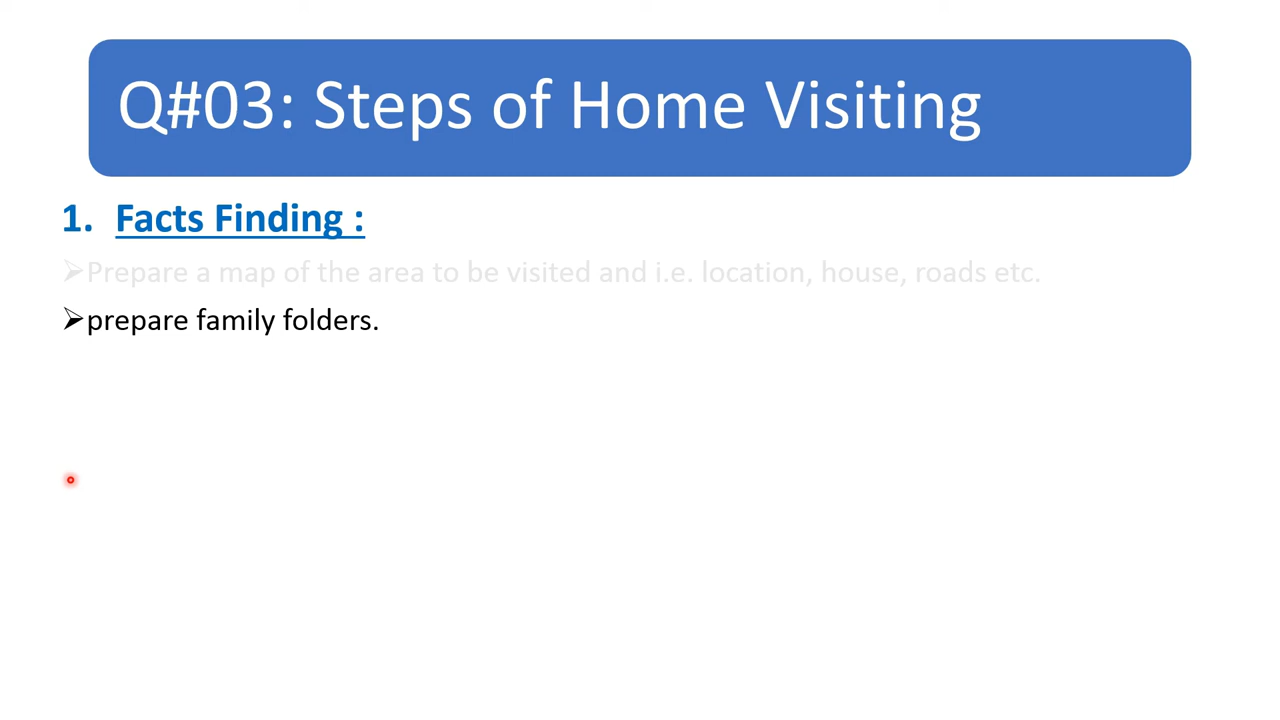 Q#03: Steps of Home Visiting
1. Facts Finding :
➢Prepare a map of the area to be visited and i.e. location, house, roads etc.
➢prepare family folders.